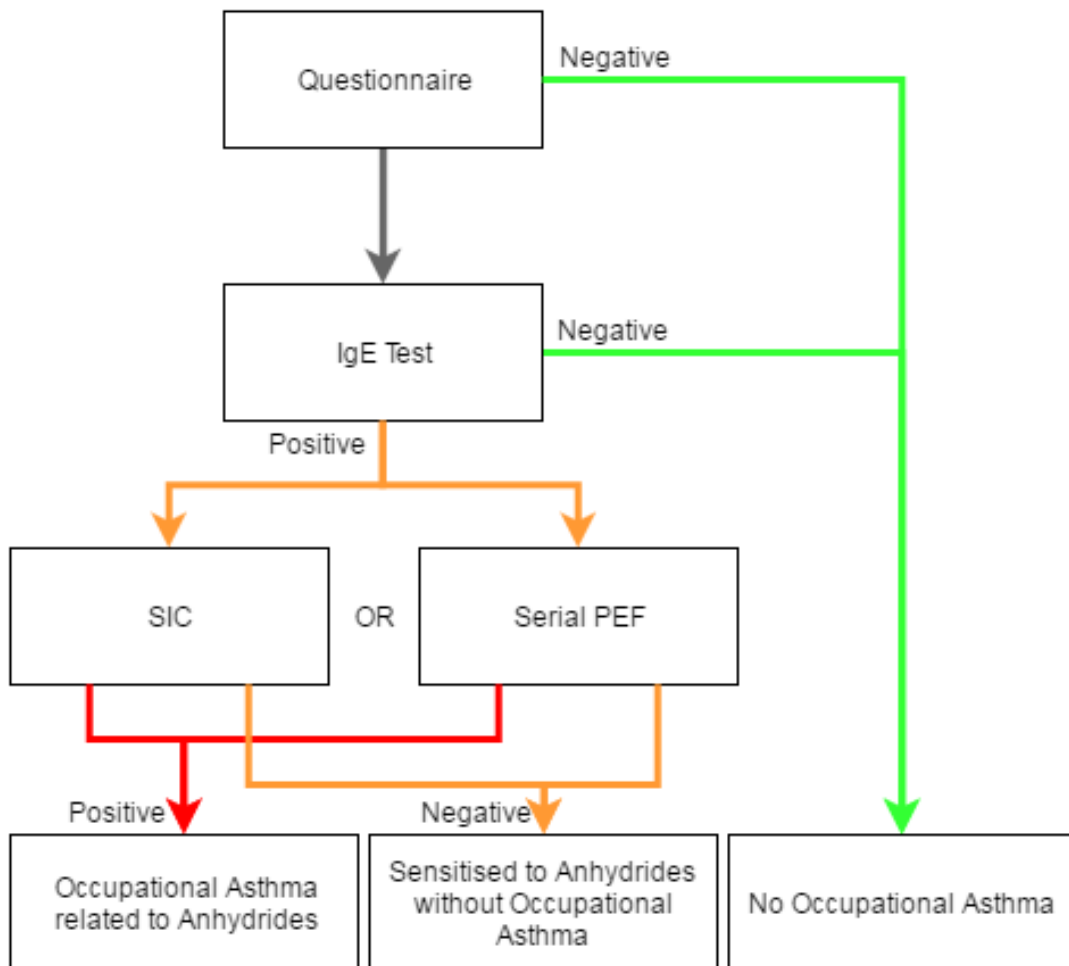 Negative
Questionnaire
Negative
IgE Test
Positive
SIC
OR
Serial PEF
Positive
Negative
Occupational Asthma
related to Anhydrides
Sensitised to Anhydrides
without Occupational
Asthma
No Occupational Asthma